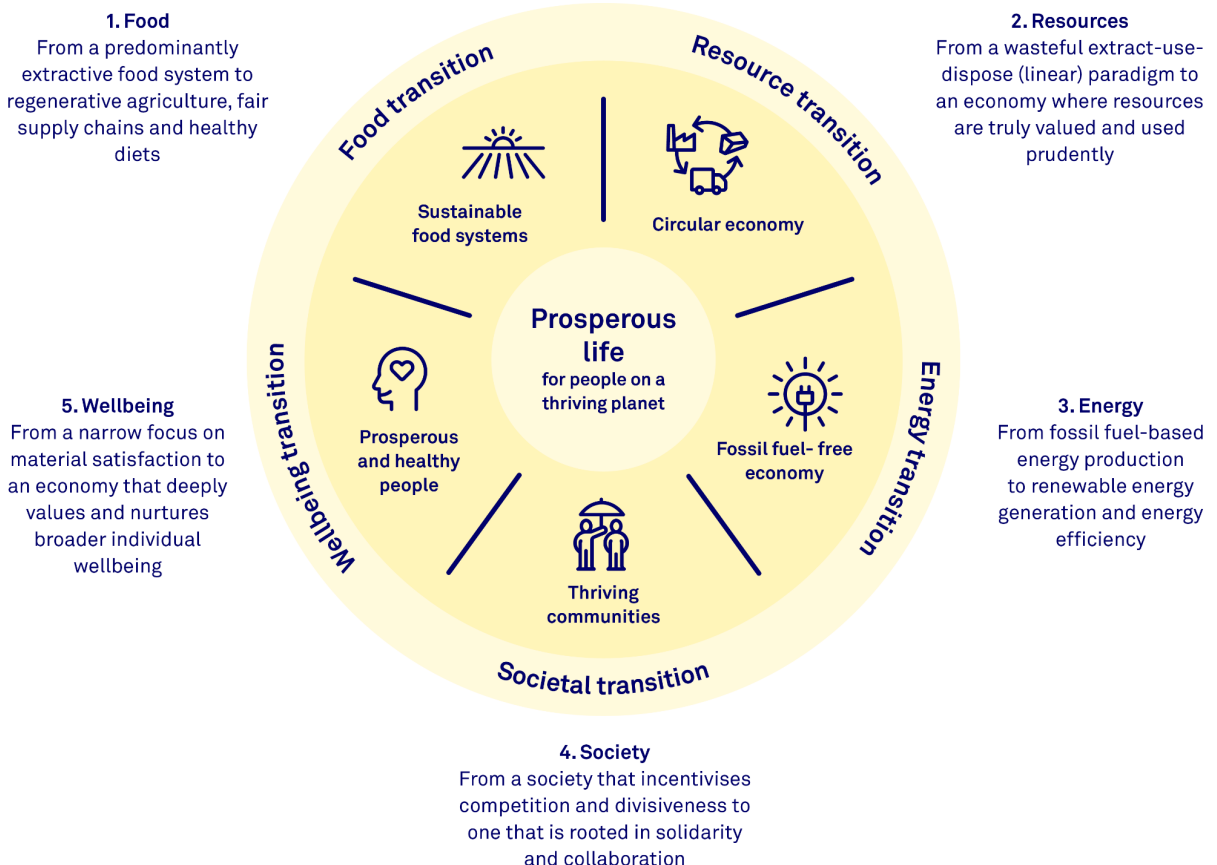 1. Food
From a predominantly
extractive food system to
regenerative agriculture, fair
supply chains and healthy
diets
2. Resources
From a wasteful extract-use-
dispose (linear) paradigm to
an economy where resources
are truly valued and used
prudently
Food transition
Resource transition
Sustainable
food systems
Circular economy
Prosperous
life
for people on a
thriving planet
Wellbeing transition
Energy transition
5. Wellbeing
From a narrow focus on
material satisfaction to
an economy that deeply
values and nurtures
broader individual
wellbeing
Prosperous
and healthy
people
Fossil fuel- free
economy
3. Energy
From fossil fuel-based
energy production
to renewable energy
generation and energy
efficiency
Thriving
communities
Societal transition
4. Society
From a society that incentivises
competition and divisiveness to
one that is rooted in solidarity
and collaboration